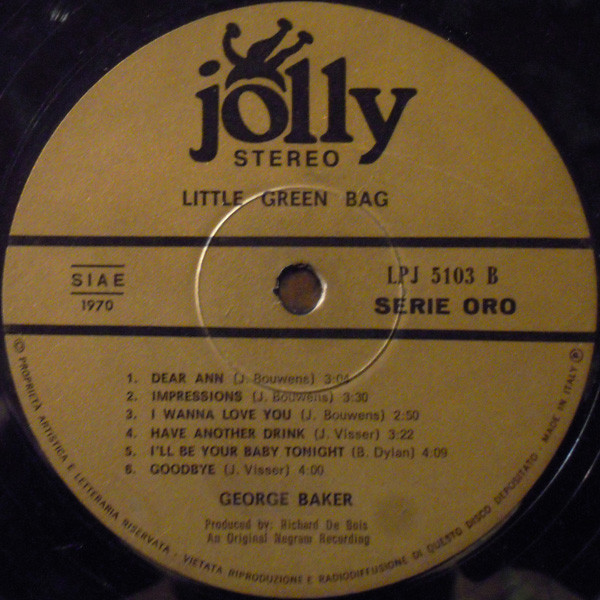 jolly
STEREO
LITTLE GREEN BAG
SIAE
1970
LPJ 5103 B
SERIE ORO
1. DEAR ANN (J. Bouwens) 3:04
2. IMPRESSIONS (J. Bouwens) 3:30
3. I WANNA LOVE YOU (J. Bouwens) 2:50
4. HAVE ANOTHER DRINK (J. Visser) 3:22
5. I'LL BE YOUR BABY TONIGHT (B. Dylan) 4:09
6. GOODBYE (J. Visser) 4:00
GEORGE BAKER
Produced by: Richard De Bois
An Original Negram Recording
© PROPRIETÀ ARTISTICA E LETTERARIA RISERVATA - VIETATA RIPRODUZIONE E RADIODIFFUSIONE DI QUESTO DISCO DEPOSITATO - MADE IN ITALY ®